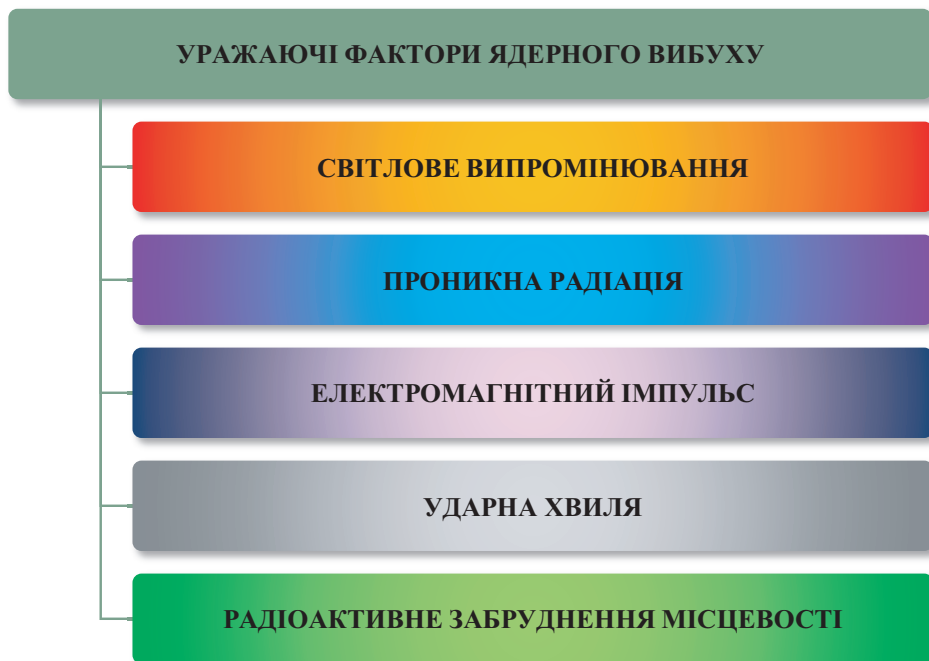 УРАЖАЮЧІ ФАКТОРИ ЯДЕРНОГО ВИБУХУ
СВІТЛОВЕ ВИПРОМІНЮВАННЯ
ПРОНИКНА РАДІАЦІЯ
ЕЛЕКТРОМАГНІТНИЙ ІМПУЛЬС
УДАРНА ХВИЛЯ
РАДІОАКТИВНЕ ЗАБРУДНЕННЯ МІСЦЕВОСТІ